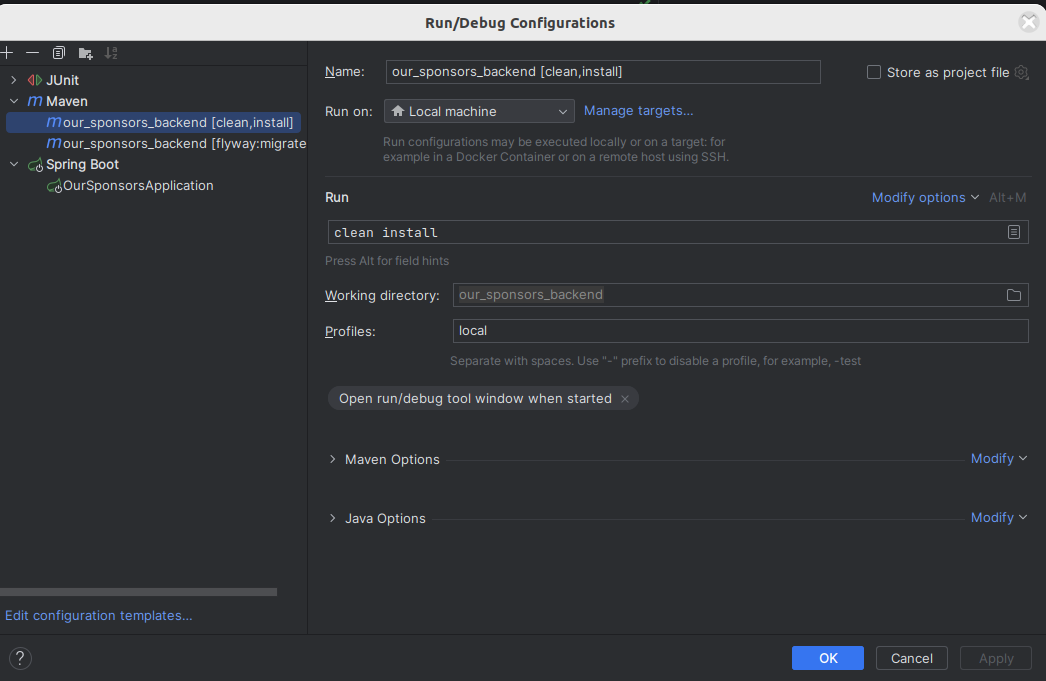 Run/Debug Configurations
JUnit
Maven
our_sponsors_backend [clean,install]
our_sponsors_backend [flyway:migrate
Spring Boot
OurSponsorsApplication
Edit configuration templates...
Name:
our_sponsors_backend [clean,install]
Store as project file
Run on:
Local machine
Manage targets...
Run configurations may be executed locally or on a target: for
example in a Docker Container or on a remote host using SSH.
Run
Modify options
Alt+M
clean install
Press Alt for field hints
Working directory:
our_sponsors_backend
Profiles:
local
Separate with spaces. Use "-" prefix to disable a profile, for example, -test
Open run/debug tool window when started ×
Maven Options
Modify
Java Options
Modify
?
OK
Cancel
Apply